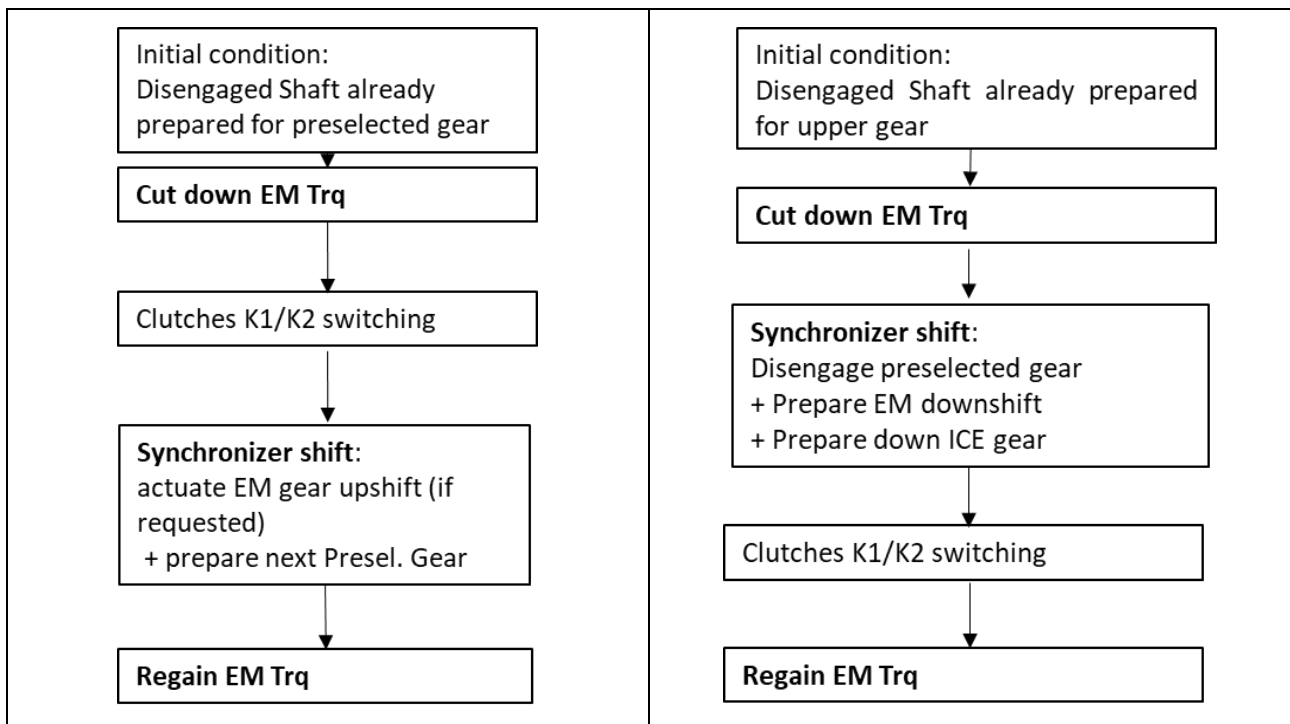 Initial condition:
Disengaged Shaft already
prepared for preselected gear
Cut down EM Trq
Clutches K1/K2 switching
Synchronizer shift:
actuate EM gear upshift (if
requested)
+ prepare next Presel. Gear
Regain EM Trq
Initial condition:
Disengaged Shaft already prepared
for upper gear
Cut down EM Trq
Synchronizer shift:
Disengage preselected gear
+ Prepare EM downshift
+ Prepare down ICE gear
Clutches K1/K2 switching
Regain EM Trq